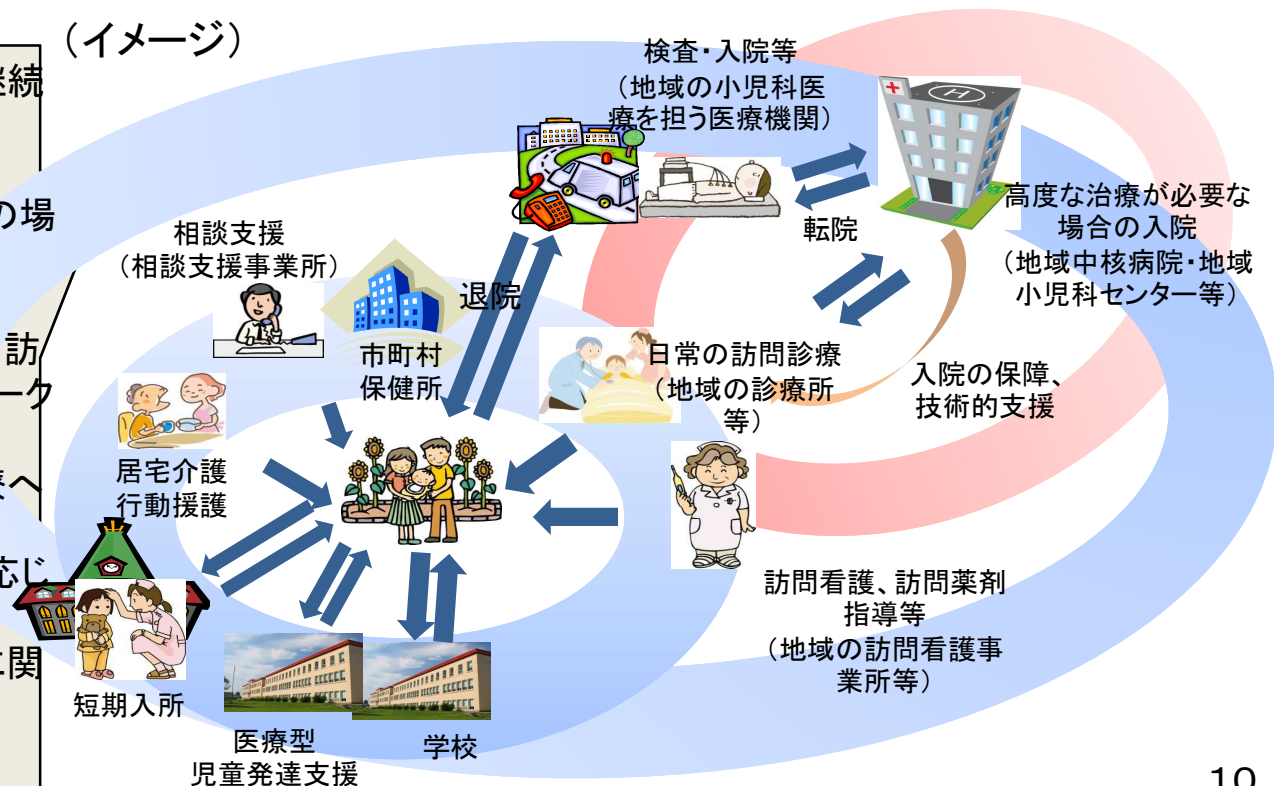 （イメージ）
継続
の場
訪
ーク
へ
応じ
関
検査・入院等
（地域の小児科医
療を担う医療機関）
H
転院
高度な治療が必要な
場合の入院
（地域中核病院・地域
小児科センター等）
相談支援
（相談支援事業所）
退院
市町村
保健所
日常の訪問診療
（地域の診療所
等）
入院の保障、
技術的支援
居宅介護
行動援護
訪問看護、訪問薬剤
指導等
（地域の訪問看護事
業所等）
短期入所
医療型
児童発達支援
学校
10